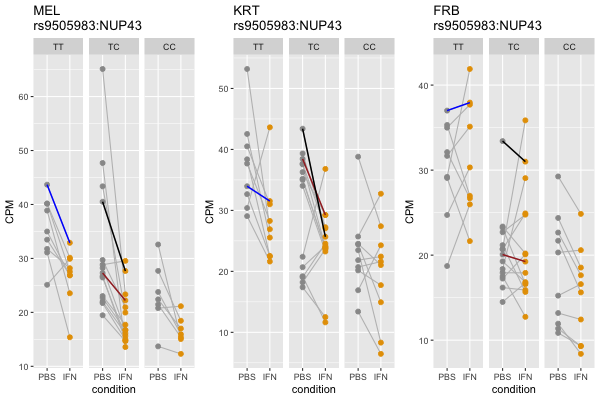 MEL
rs9505983:NUP43
TT TC CC
CPM
60
50
40
30
20
10
PBS IFN PBS IFN PBS IFN
condition
KRT
rs9505983:NUP43
TT TC CC
CPM
50
40
30
20
10
PBS IFN PBS IFN PBS IFN
condition
FRB
rs9505983:NUP43
TT TC CC
CPM
40
30
20
10
PBS IFN PBS IFN PBS IFN
condition